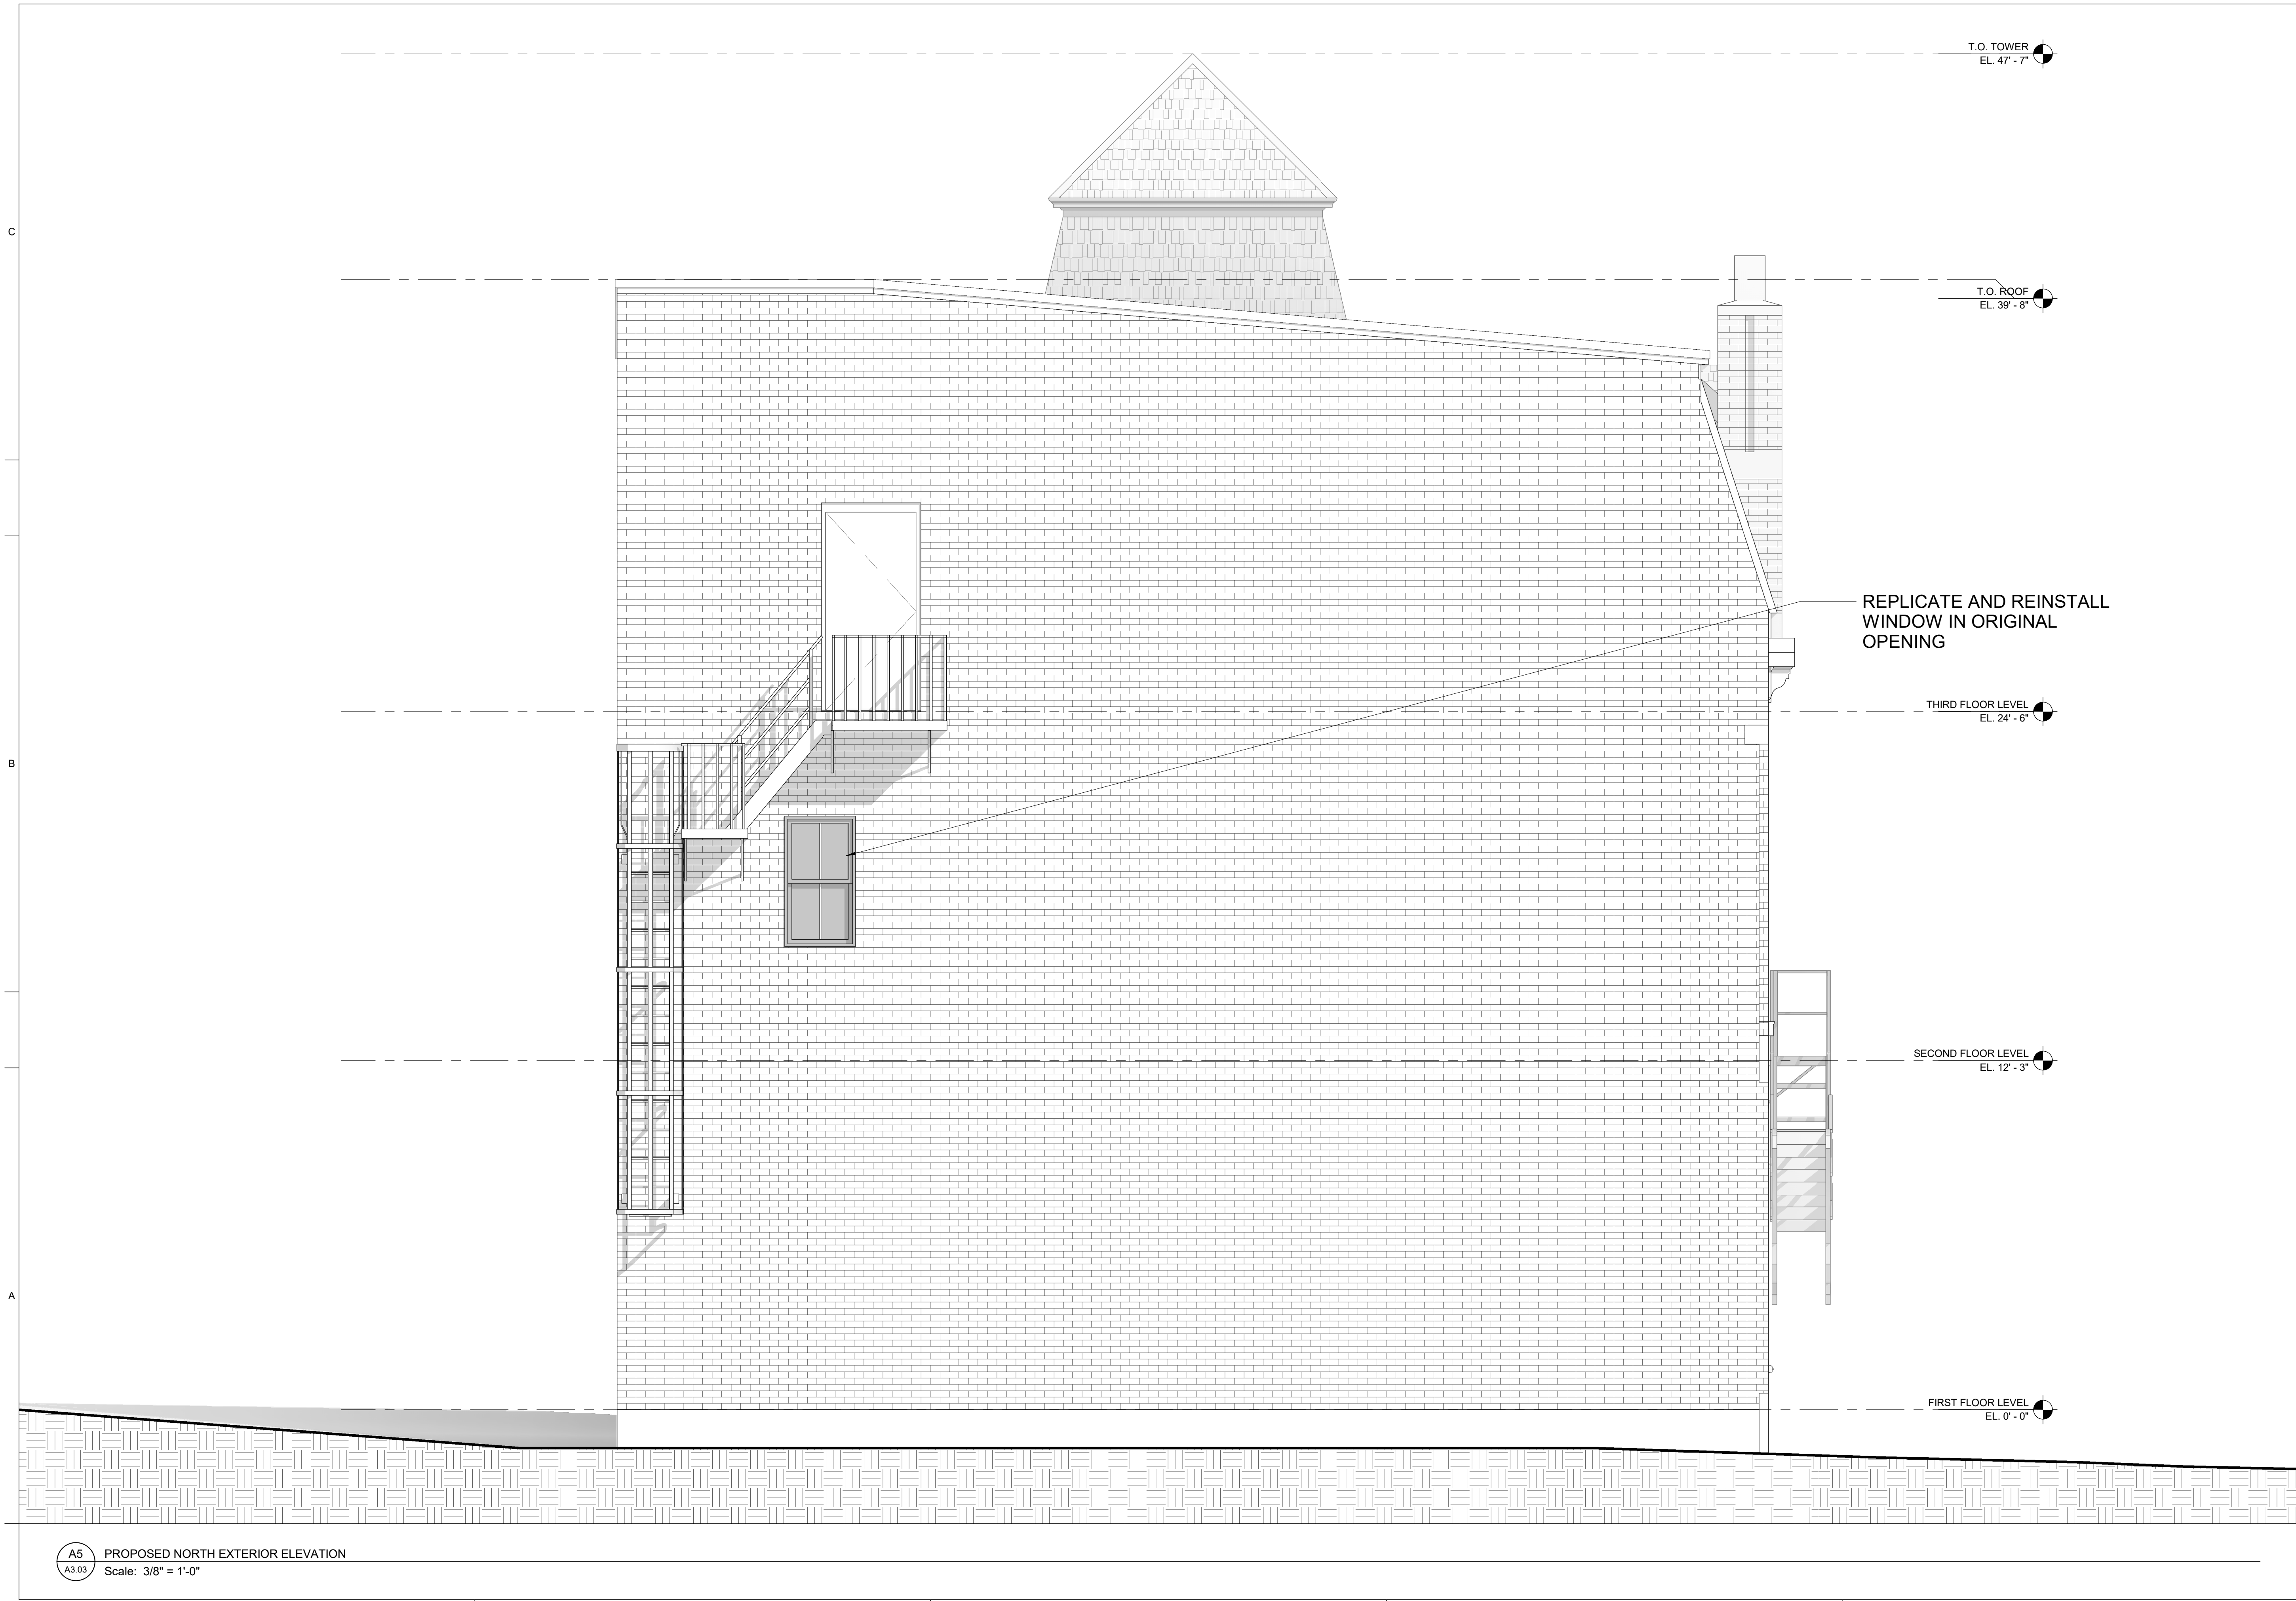 T.O. TOWER
EL. 47' - 7"
C
T.O. ROOF
EL. 39' - 8"
REPLICATE AND REINSTALL
WINDOW IN ORIGINAL
OPENING
THIRD FLOOR LEVEL
EL. 24' - 6"
B
SECOND FLOOR LEVEL
EL. 12' - 3"
A
FIRST FLOOR LEVEL
EL. 0' - 0"
A5
A3.03
PROPOSED NORTH EXTERIOR ELEVATION
Scale: 3/8" = 1'-0"